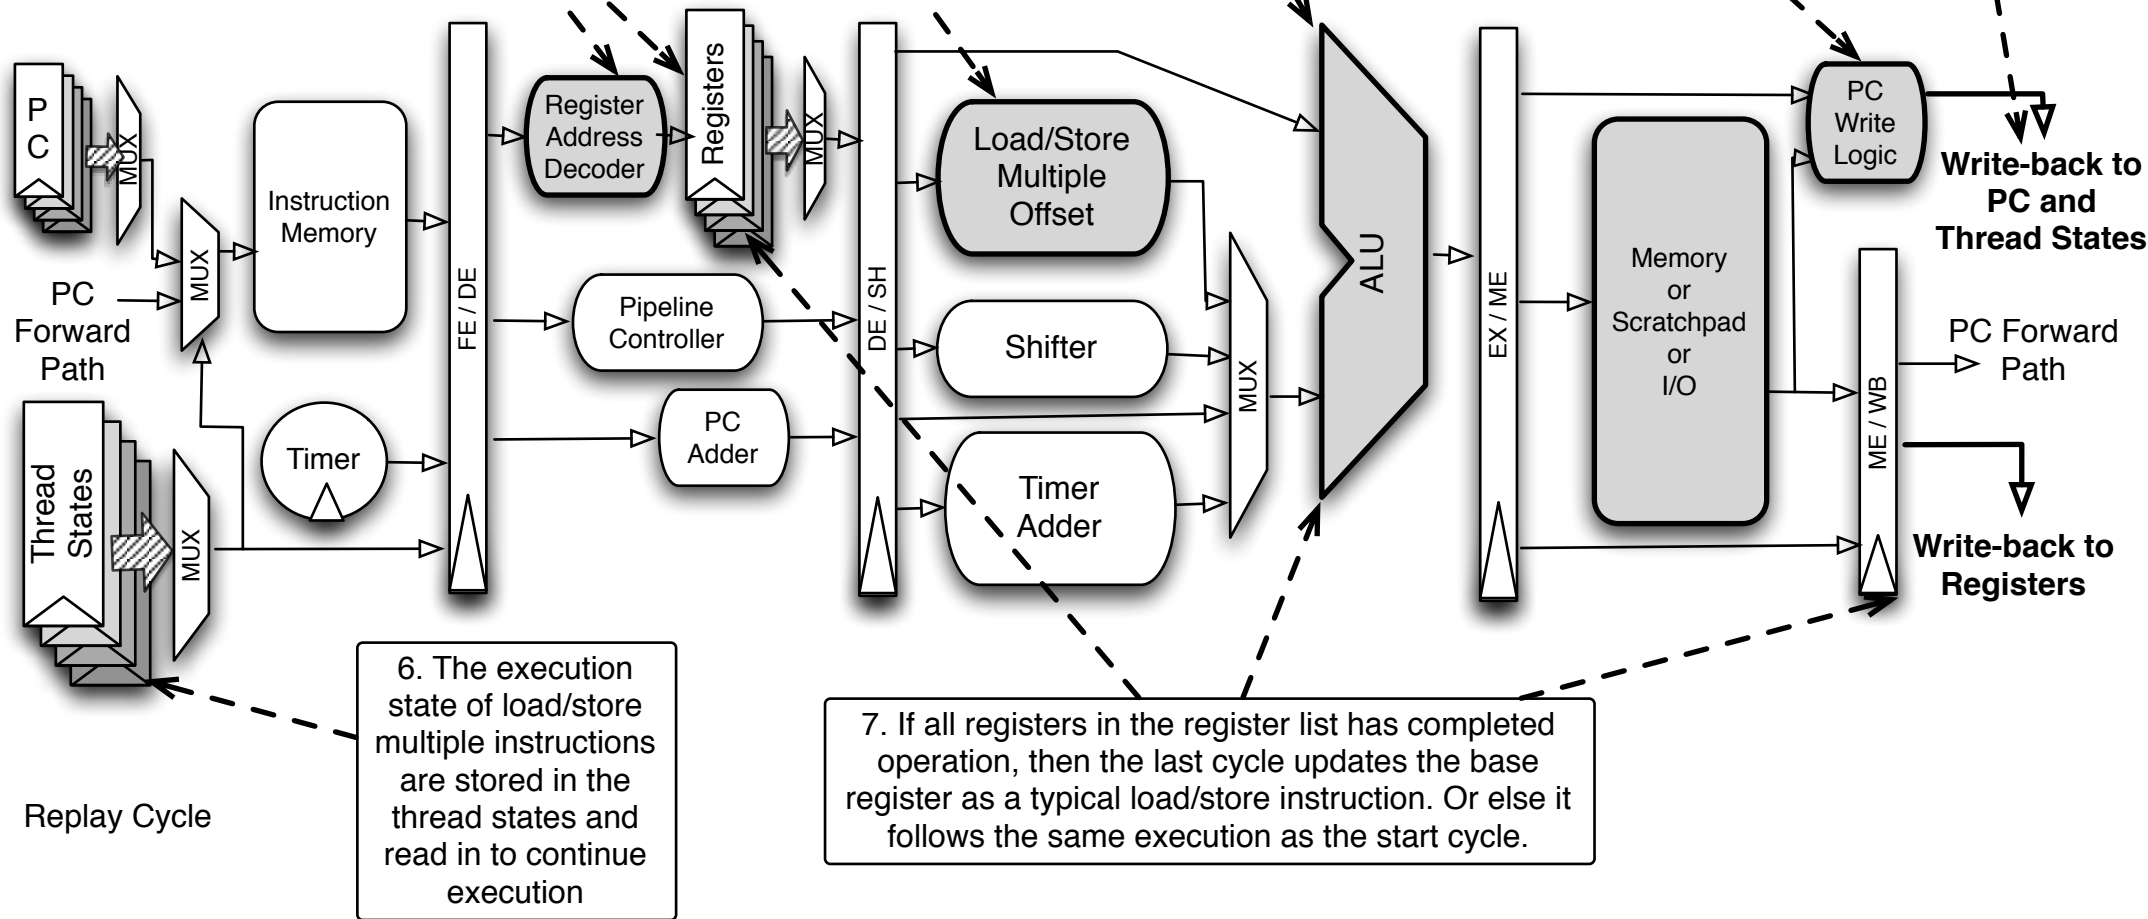 P
C
MUX
PC
Forward
Path
MUX
Instruction
Memory
Thread
States
MUX
Timer
FE / DE
Register
Address
Decoder
Registers
MUX
Pipeline
Controller
PC
Adder
DE / SH
Load/Store
Multiple
Offset
Shifter
Timer
Adder
MUX
ALU
EX / ME
Memory
or
Scratchpad
or
I/O
PC
Write
Logic
Write-back to
PC and
Thread States
ME / WB
PC Forward
Path
Write-back to
Registers
Replay Cycle
6. The execution
state of load/store
multiple instructions
are stored in the
thread states and
read in to continue
execution
7. If all registers in the register list has completed
operation, then the last cycle updates the base
register as a typical load/store instruction. Or else it
follows the same execution as the start cycle.